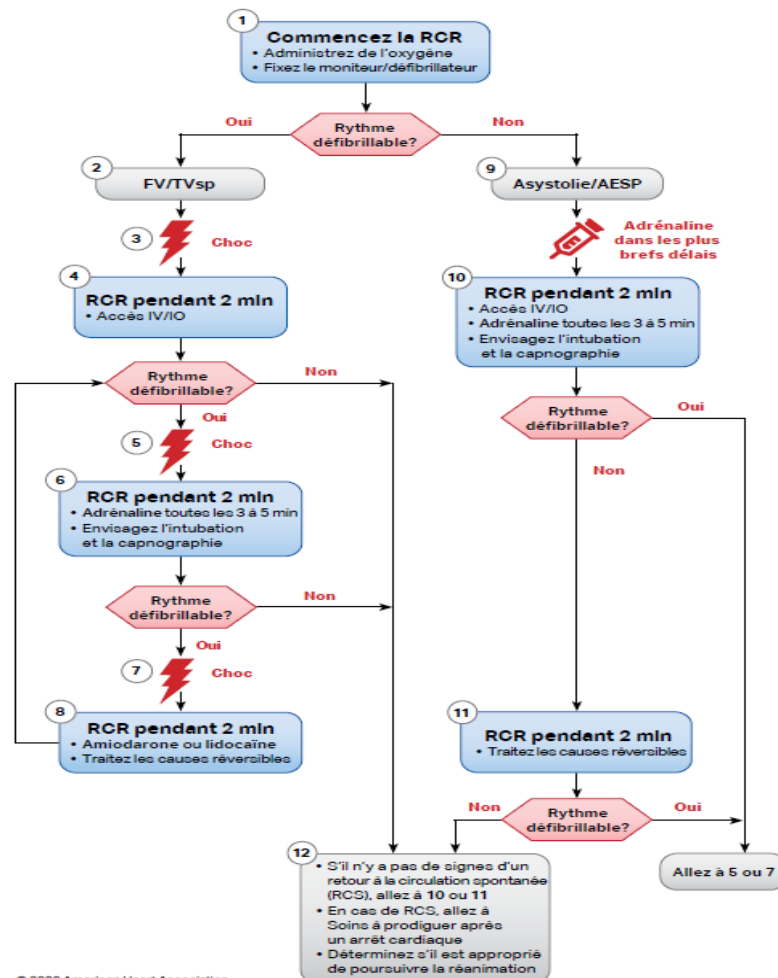 1
Commencez la RCR
• Administrez de l'oxygène
• Fixez le moniteur/défibrillateur
Rythme
défibrillable?
Oui
Non
2
FV/TVsp
3
Choc
4
RCR pendant 2 min
• Accès IV/IO
Rythme
défibrillable?
Non
Oui
5
Choc
6
RCR pendant 2 min
• Adrénaline toutes les 3 à 5 min
• Envisagez l'intubation
et la capnographie
Rythme
défibrillable?
Non
Oui
7
Choc
8
RCR pendant 2 min
• Amiodarone ou lidocaïne
• Traitez les causes réversibles
9
Asystolie/AESP
Adrénaline
dans les plus
brefs délais
10
RCR pendant 2 min
• Accès IV/IO
• Adrénaline toutes les 3 à 5 min
• Envisagez l'intubation
et la capnographie
Rythme
défibrillable?
Oui
Non
11
RCR pendant 2 min
• Traitez les causes réversibles
Rythme
défibrillable?
Non
Oui
12
• S'il n'y a pas de signes d'un
retour à la circulation spontanée
(RCS), allez à 10 ou 11
• En cas de RCS, allez à
Soins à prodiguer après
un arrêt cardiaque
• Déterminez s'il est approprié
de poursuivre la réanimation
Allez à 5 ou 7
American Heart Association